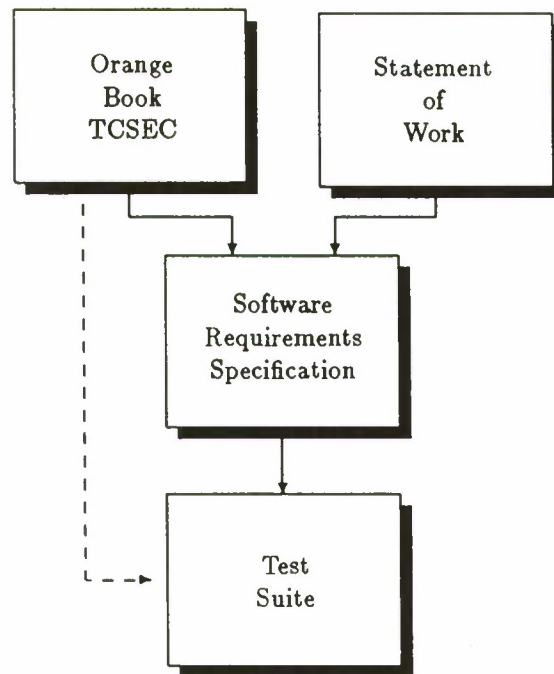 Orange
Book
TCSEC
Statement
of
Work
Software
Requirements
Specification
Test
Suite